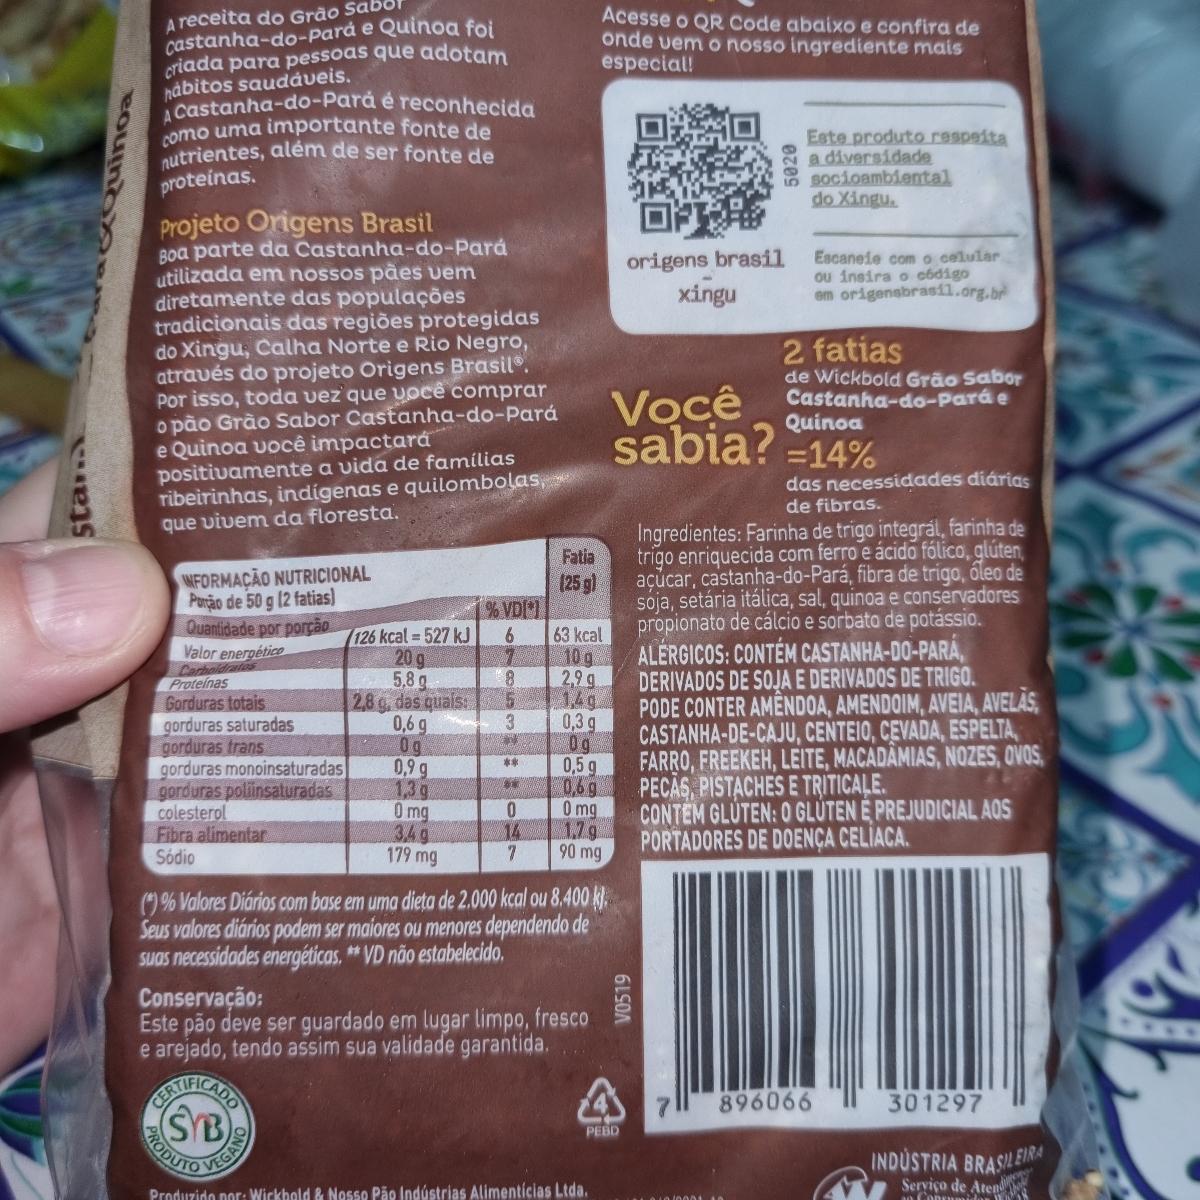 A receita do Grão Sabor
Castanha-do-Pará e Quinoa foi
criada para pessoas que adotam
hábitos saudáveis.
A Castanha-do-Pará é reconhecida
como uma importante fonte de
nutrientes, além de ser fonte de
proteínas.
Projeto Origens Brasil
Boa parte da Castanha-do-Pará
utilizada em nossos pães vem
diretamente das populações
tradicionais das regiões protegidas
do Xingu, Calha Norte e Rio Negro,
através do projeto Origens Brasil®.
Por isso, toda vez que você comprar
o pão Grão Sabor Castanha-do-Pará
e Quinoa você impactará
positivamente a vida de famílias
ribeirinhas, indígenas e quilombolas,
que vivem da floresta.
Acesse o QR Code abaixo e confira de
onde vem o nosso ingrediente mais
especial!
5020
Este produto respeita
a diversidade
socioambiental
do Xingu.
origens brasil
-
xingu
Escaneie com o celular
ou insira o código
em origensbrasil.org.br
Você
sabia?
2 fatias
de Wickbold Grão Sabor
Castanha-do-Pará e
Quinoa
=14%
das necessidades diárias
de fibras.
INFORMAÇÃO NUTRICIONAL
Porção de 50 g (2 fatias)
Fatia
(25 g)
Quantidade por porção % VD(*)
Valor energético 126 kcal = 527 kJ 6 63 kcal
Carboidratos 20 g 7 10 g
Proteínas 5,8 g 8 2,9 g
Gorduras totais 2,8 g, das quais: 5 1,4 g
gorduras saturadas 0,6 g 3 0,3 g
gorduras trans 0 g ** 0 g
gorduras monoinsaturadas 0,9 g ** 0,5 g
gorduras poliinsaturadas 1,3 g ** 0,6 g
colesterol 0 mg 0 0 mg
Fibra alimentar 3,4 g 14 1,7 g
Sódio 179 mg 7 90 mg
(*) % Valores Diários com base em uma dieta de 2.000 kcal ou 8.400 kj.
Seus valores diários podem ser maiores ou menores dependendo de
suas necessidades energéticas. ** VD não estabelecido.
Conservação:
Este pão deve ser guardado em lugar limpo, fresco
e arejado, tendo assim sua validade garantida.
V0519
Ingredientes: Farinha de trigo integral, farinha de
trigo enriquecida com ferro e ácido fólico, glúten,
açúcar, castanha-do-Pará, fibra de trigo, óleo de
soja, setária itálica, sal, quinoa e conservadores
propionato de cálcio e sorbato de potássio.
ALÉRGICOS: CONTÉM CASTANHA-DO-PARÁ,
DERIVADOS DE SOJA E DERIVADOS DE TRIGO.
PODE CONTER AMÊNDOA, AMENDOIM, AVEIA, AVELÃS,
CASTANHA-DE-CAJU, CENTEIO, CEVADA, ESPELTA,
FARRO, FREEKEH, LEITE, MACADÂMIAS, NOZES, OVOS,
PECÃS, PISTACHES E TRITICALE.
CONTÉM GLÚTEN: O GLÚTEN É PREJUDICIAL AOS
PORTADORES DE DOENÇA CELÍACA.
7 896066 301297
CERTIFICADO
SVB
PRODUTO VEGANO
4
PEBD
INDÚSTRIA BRASILEIRA
Produzido por: Wickbold & Nosso Pão Indústrias Alimentícias Ltda.